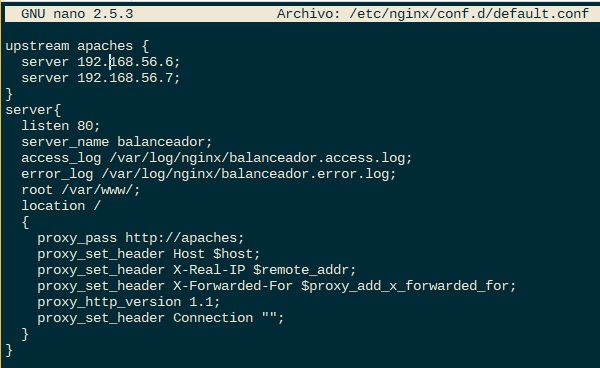 GNU nano 2.5.3 Archivo: /etc/nginx/conf.d/default.conf
upstream apaches {
  server 192.168.56.6;
  server 192.168.56.7;
}
server{
  listen 80;
  server_name balanceador;
  access_log /var/log/nginx/balanceador.access.log;
  error_log /var/log/nginx/balanceador.error.log;
  root /var/www/;
  location /
  {
    proxy_pass http://apaches;
    proxy_set_header Host $host;
    proxy_set_header X-Real-IP $remote_addr;
    proxy_set_header X-Forwarded-For $proxy_add_x_forwarded_for;
    proxy_http_version 1.1;
    proxy_set_header Connection "";
  }
}